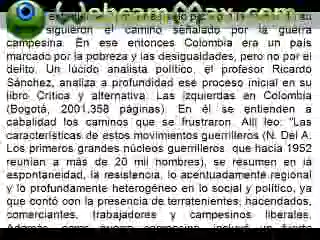 siguieron el camino señalado por la guerra
campesina. En ese entonces Colombia era un país
marcado por la pobreza y las desigualdades, pero no por el
delito. Un lúcido analista político, el profesor Ricardo
Sánchez, analiza a profundidad ese proceso inicial en su
libro Crítica y alternativa. Las izquierdas en Colombia
(Bogotá, 2001,358 páginas). En él se entienden a
cabalidad los caminos que se frustraron. Allí leo: "Las
características de estos movimientos guerrilleros (N. Del A.
Los primeros grandes núcleos guerrilleros que hacia 1952
reunían a más de 20 mil hombres), se resumen en la
espontaneidad, la resistencia, lo acentuadamente regional
y lo profundamente heterogéneo en lo social y político, ya
que contó con la presencia de terratenientes, hacendados,
comerciantes, trabajadores y campesinos liberales.